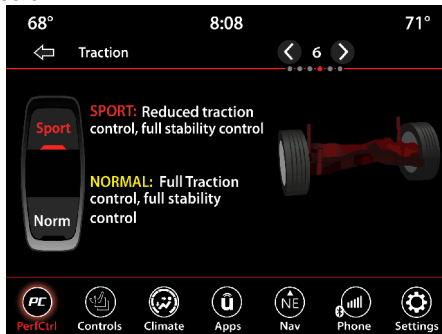 68° 8:08 71°
Traction 6
SPORT: Reduced traction
control, full stability control
Sport
NORMAL: Full Traction
control, full stability
control
Norm
PC û NE
PerfCtrl Controls Climate Apps Nav Phone Settings